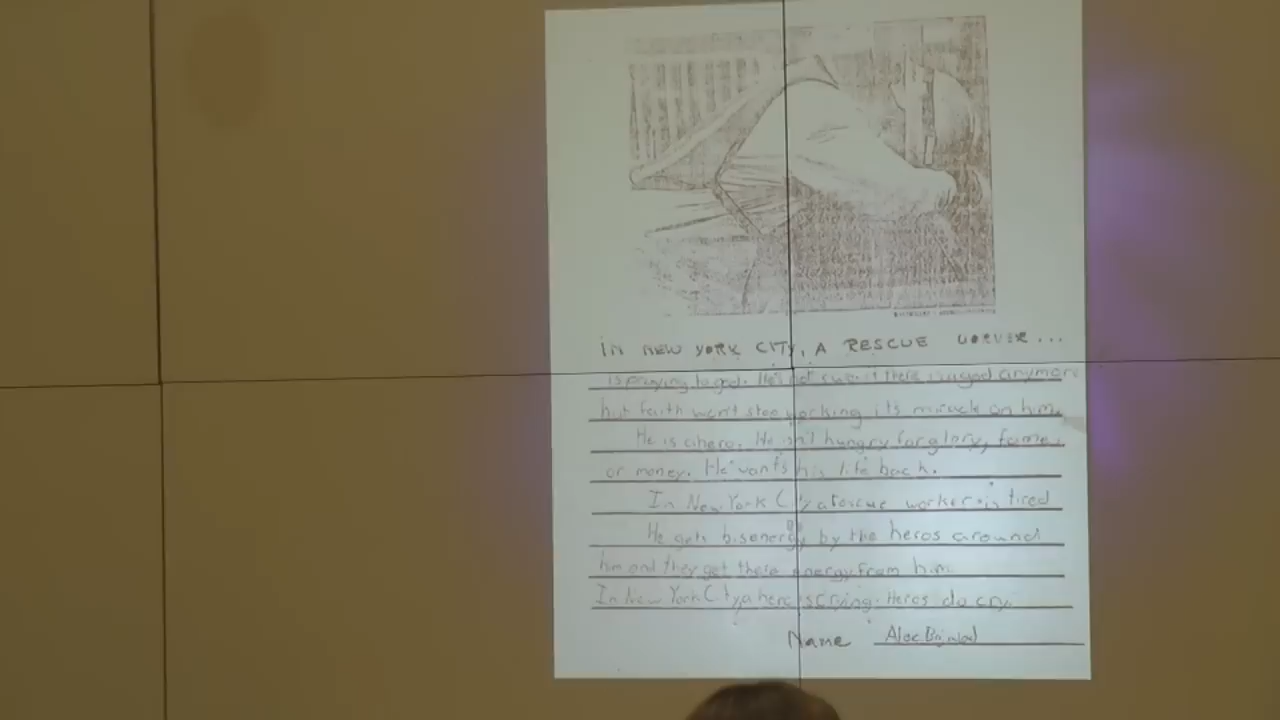 IN NEW YORK CITY, A RESCUE WORKER...
is praying to god. He's not sure if there is a god anymore
but faith won't stop working it's miracle on him.
He is a hero. He isn't hungry for glory, fame,
or money. He wants his life back.
In New York City a rescue worker is tired
He gets his energy by the heros around
him and they get there energy from him.
In New York City a hero is crying. Heros do cry.
Name